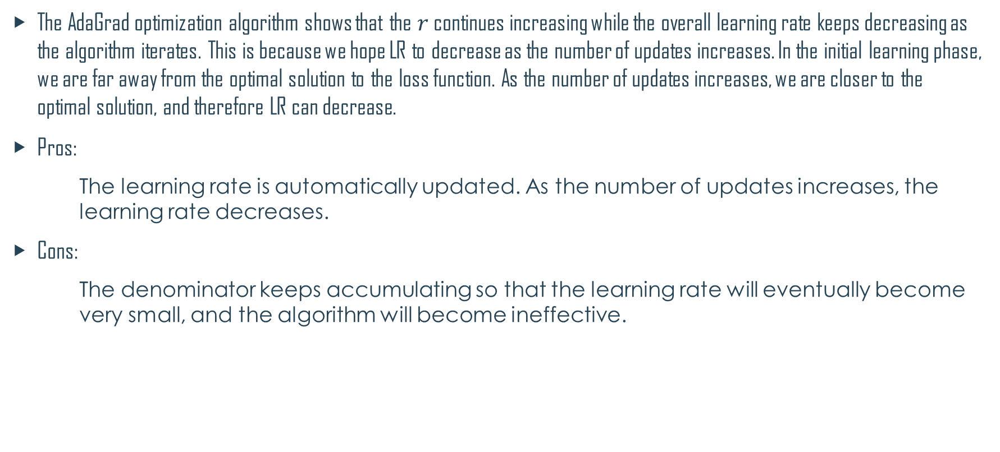 ► The AdaGrad optimization algorithm shows that the 𝑟 continues increasing while the overall learning rate keeps decreasing as
the algorithm iterates. This is because we hope LR to decrease as the number of updates increases. In the initial learning phase,
we are far away from the optimal solution to the loss function. As the number of updates increases, we are closer to the
optimal solution, and therefore LR can decrease.
► Pros:
The learning rate is automatically updated. As the number of updates increases, the
learning rate decreases.
► Cons:
The denominator keeps accumulating so that the learning rate will eventually become
very small, and the algorithm will become ineffective.